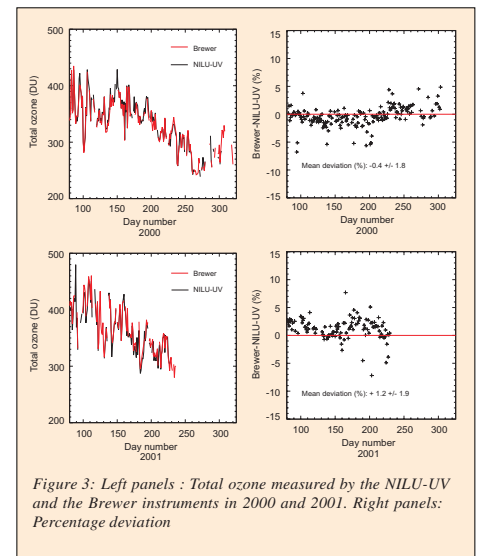 500
400
300
200
Total ozone (DU)
Brewer
NILU-UV
100 150 200 250 300
Day number
2000
15
10
5
0
-5
-10
-15
Brewer-NILU-UV (%)
Mean deviation (%): -0.4 +/- 1.8
100 150 200 250 300
Day number
2000
500
400
300
200
Total ozone (DU)
Brewer
NILU-UV
100 150 200 250 300
Day number
2001
15
10
5
0
-5
-10
-15
Brewer-NILU-UV (%)
Mean deviation (%): + 1.2 +/- 1.9
100 150 200 250 300
Day number
2001
Figure 3: Left panels : Total ozone measured by the NILU-UV
and the Brewer instruments in 2000 and 2001. Right panels:
Percentage deviation